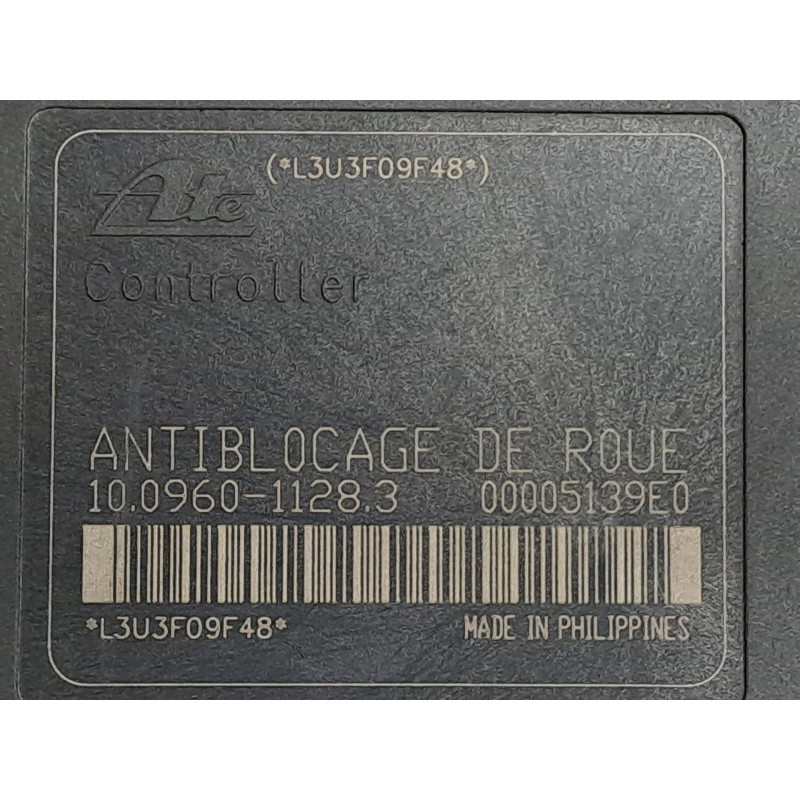 (*L3U3F09F48*)
Ate
Controller
ANTIBLOCAGE DE ROUE
10.0960-1128.3 00005139E0
*L3U3F09F48* MADE IN PHILIPPINES